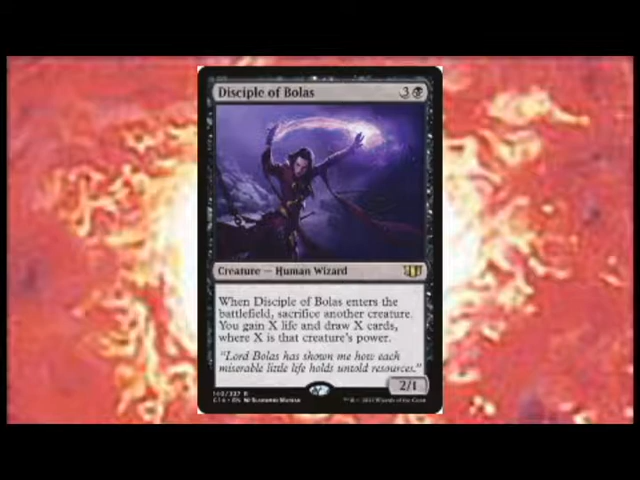 Disciple of Bolas 3
Creature — Human Wizard
When Disciple of Bolas enters the
battlefield, sacrifice another creature.
You gain X life and draw X cards,
where X is that creature's power.
"Lord Bolas has shown me how each
miserable little life holds untold resources."
2/1
R
C14 • EN